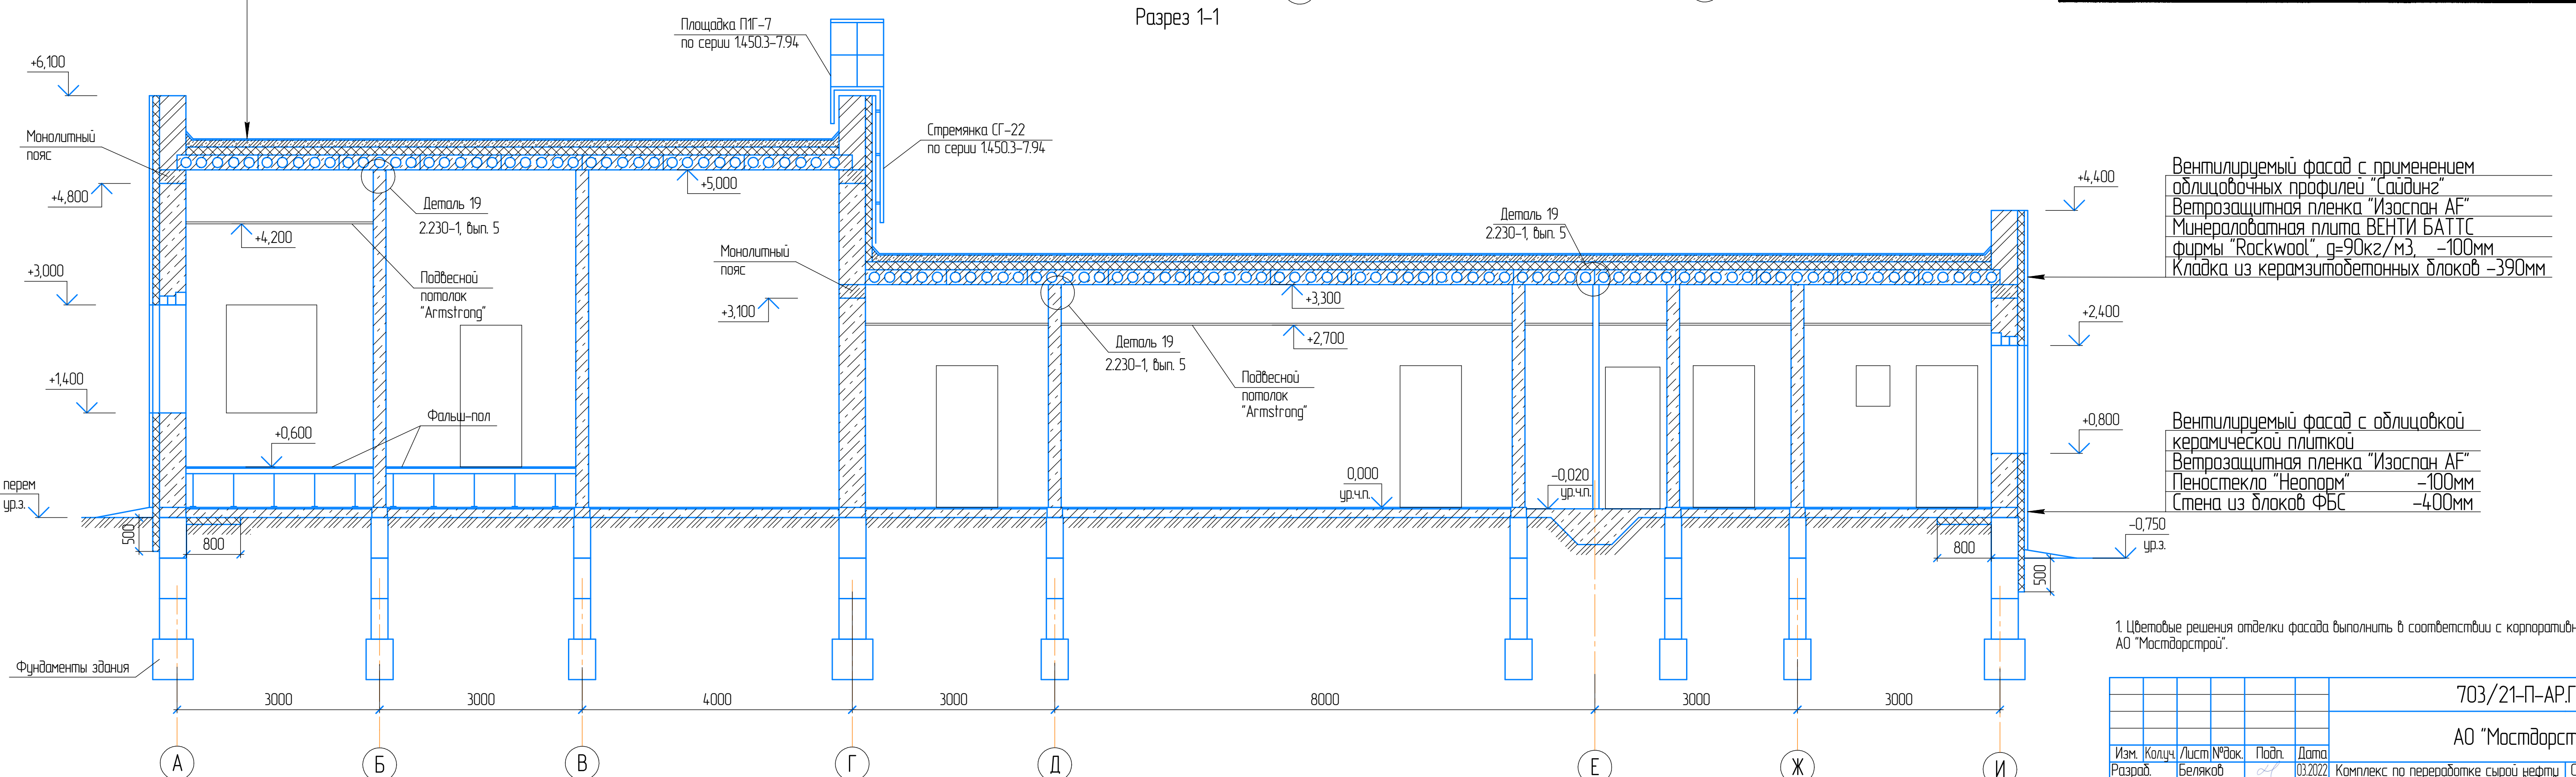 Разрез 1-1
Площадка П1Г-7
по серии 1.450.3-7.94
+6,100
Монолитный
пояс
+4,800
+3,000
+1,400
перем
ур.з.
+4,200
Деталь 19
2.230-1, вып. 5
Подвесной
потолок
"Armstrong"
+0,600
Фальш-пол
+5,000
Стремянка СГ-22
по серии 1.450.3-7.94
Монолитный
пояс
+3,100
Деталь 19
2.230-1, вып. 5
+3,300
+2,700
Деталь 19
2.230-1, вып. 5
Подвесной
потолок
"Armstrong"
0,000
ур.ч.п.
-0,020
ур.ч.п.
+4,400
+2,400
+0,800
-0,750
ур.з.
Вентилируемый фасад с применением
облицовочных профилей "Сайдинг"
Ветрозащитная пленка "Изоспан AF"
Минераловатная плита ВЕНТИ БАТТС
фирмы "Rockwool", g=90кг/м3, -100мм
Кладка из керамзитобетонных блоков -390мм
Вентилируемый фасад с облицовкой
керамической плиткой
Ветрозащитная пленка "Изоспан AF"
Пеностекло "Неопорм" -100мм
Стена из блоков ФБС -400мм
500
800
800
500
Фундаменты здания
3000
3000
4000
3000
8000
3000
3000
А
Б
В
Г
Д
Е
Ж
И
1. Цветовые решения отделки фасада выполнить в соответствии с корпоративн
АО "Мостдорстрой".
703/21-П-АР.Г
АО "Мостдорст
Изм. Кол.уч. Лист №док. Подп. Дата
Разраб. Беляков 03.2022 Комплекс по переработке сырой нефти